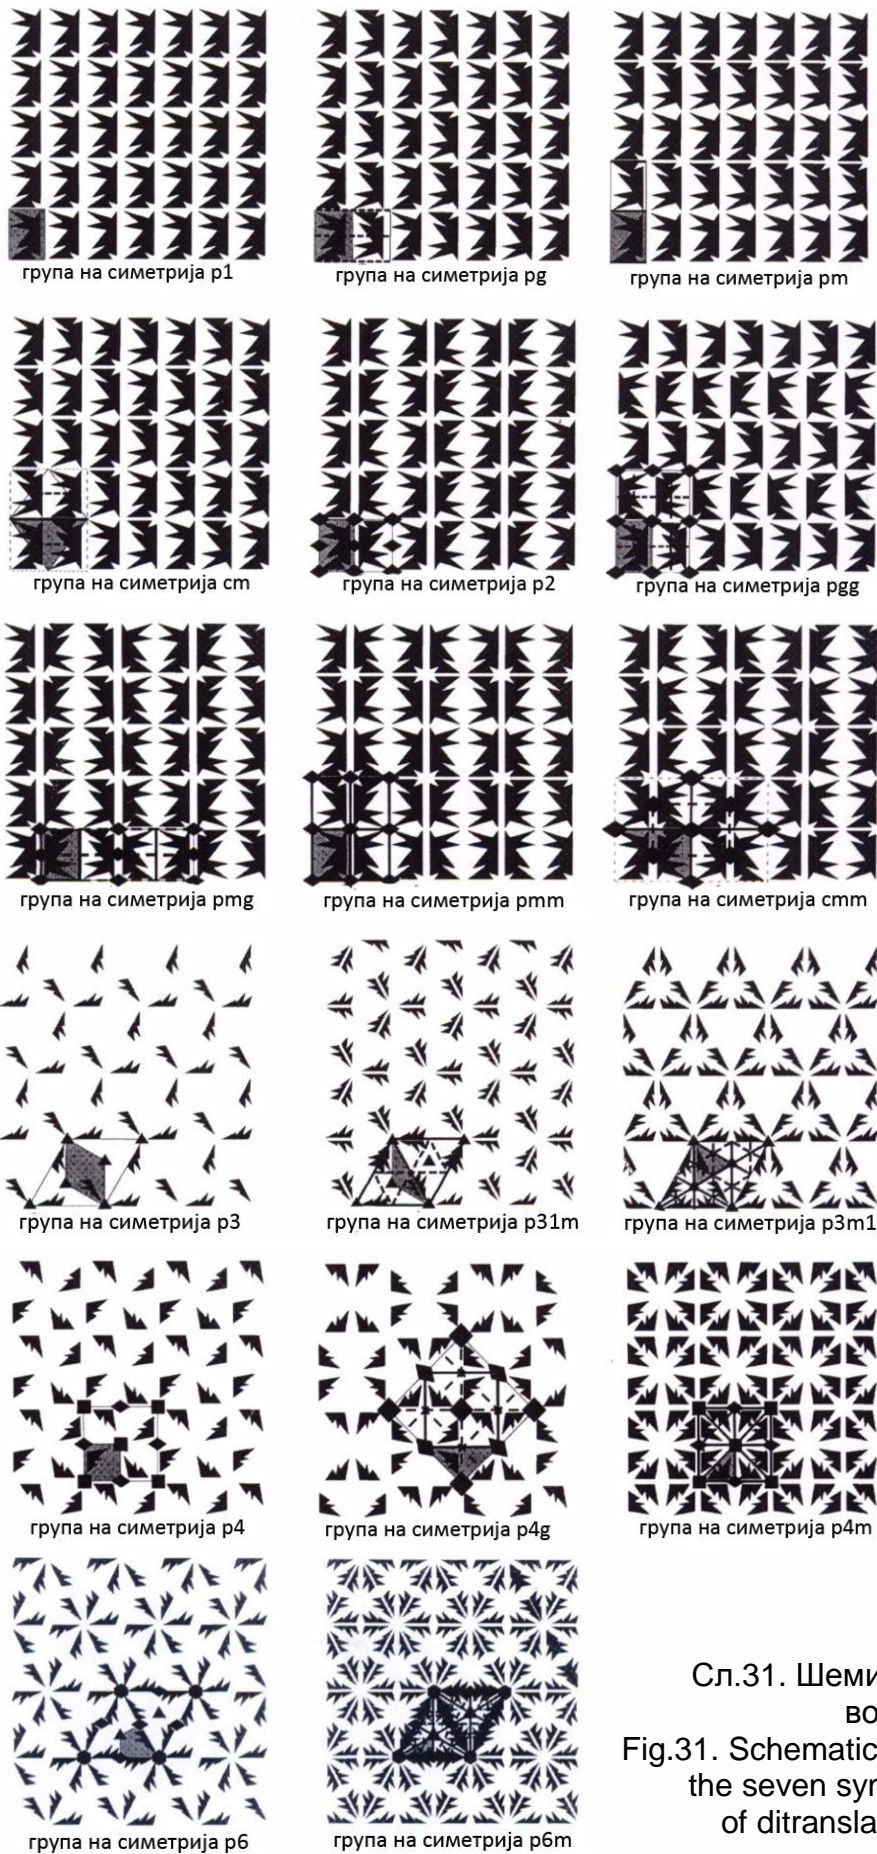 група на симетрија p1
група на симетрија pg
група на симетрија pm
група на симетрија cm
група на симетрија p2
група на симетрија pgg
група на симетрија pmg
група на симетрија pmm
група на симетрија cmm
група на симетрија p3
група на симетрија p31m
група на симетрија p3m1
група на симетрија p4
група на симетрија p4g
група на симетрија p4m
група на симетрија p6
група на симетрија p6m
Сл.31. Шеми
во
Fig.31. Schematic
the seven
of